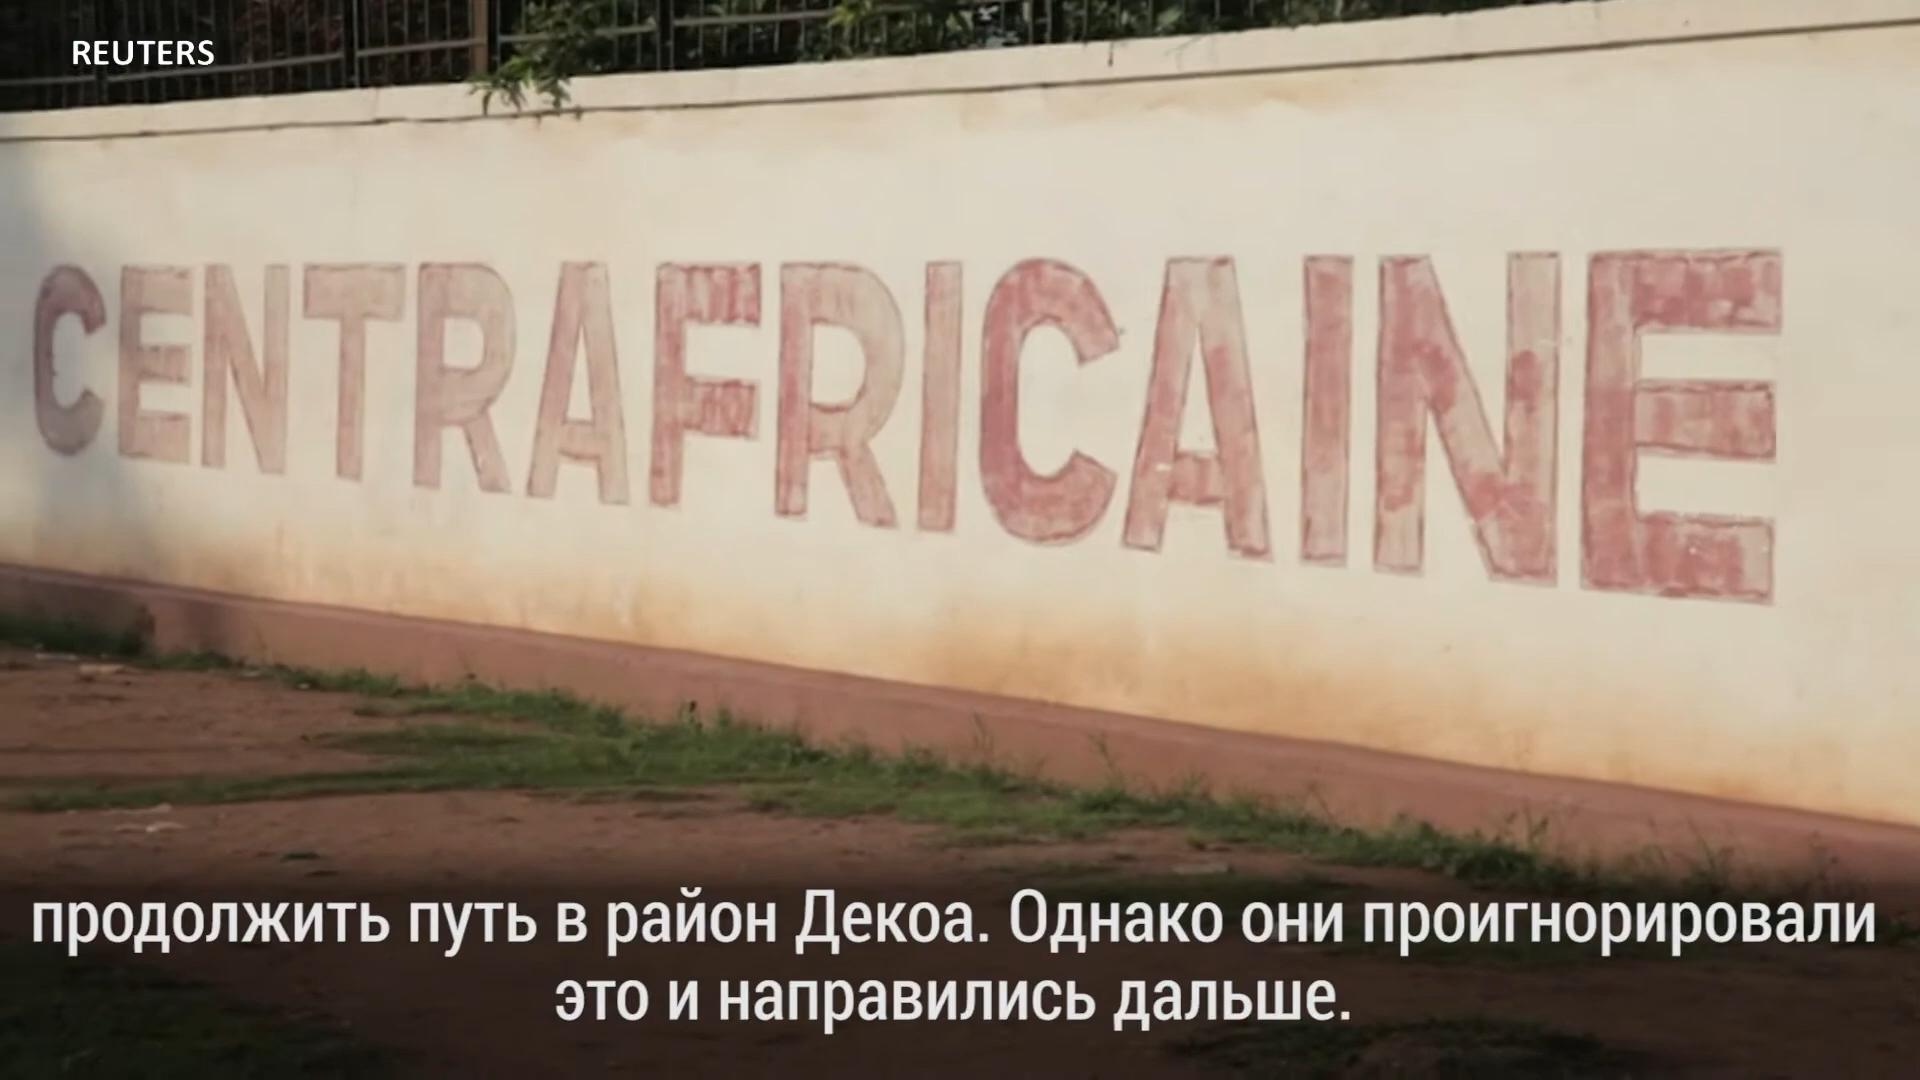 REUTERS
CENTRAFRICAINE
продолжить путь в район Декоа. Однако они проигнорировали
это и направились дальше.